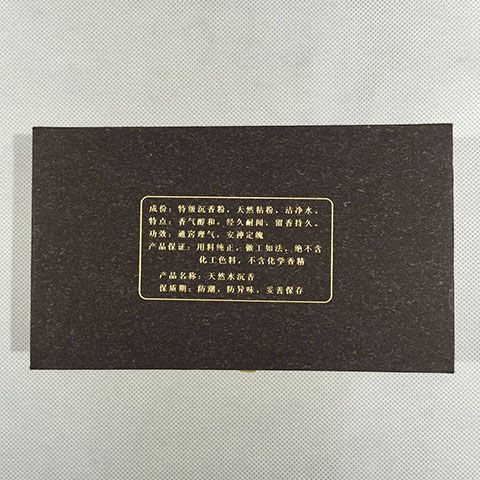 成份：特级沉香粉，天然粘粉，洁净水。
特点：香气醇和，经久耐闻，留香持久。
功效：通窍理气，安神定魄
产品保证：用料纯正，做工如法，绝不含
化工色料，不含化学香精
产品名称：天然水沉香
保质期：防潮，防异味，妥善保存